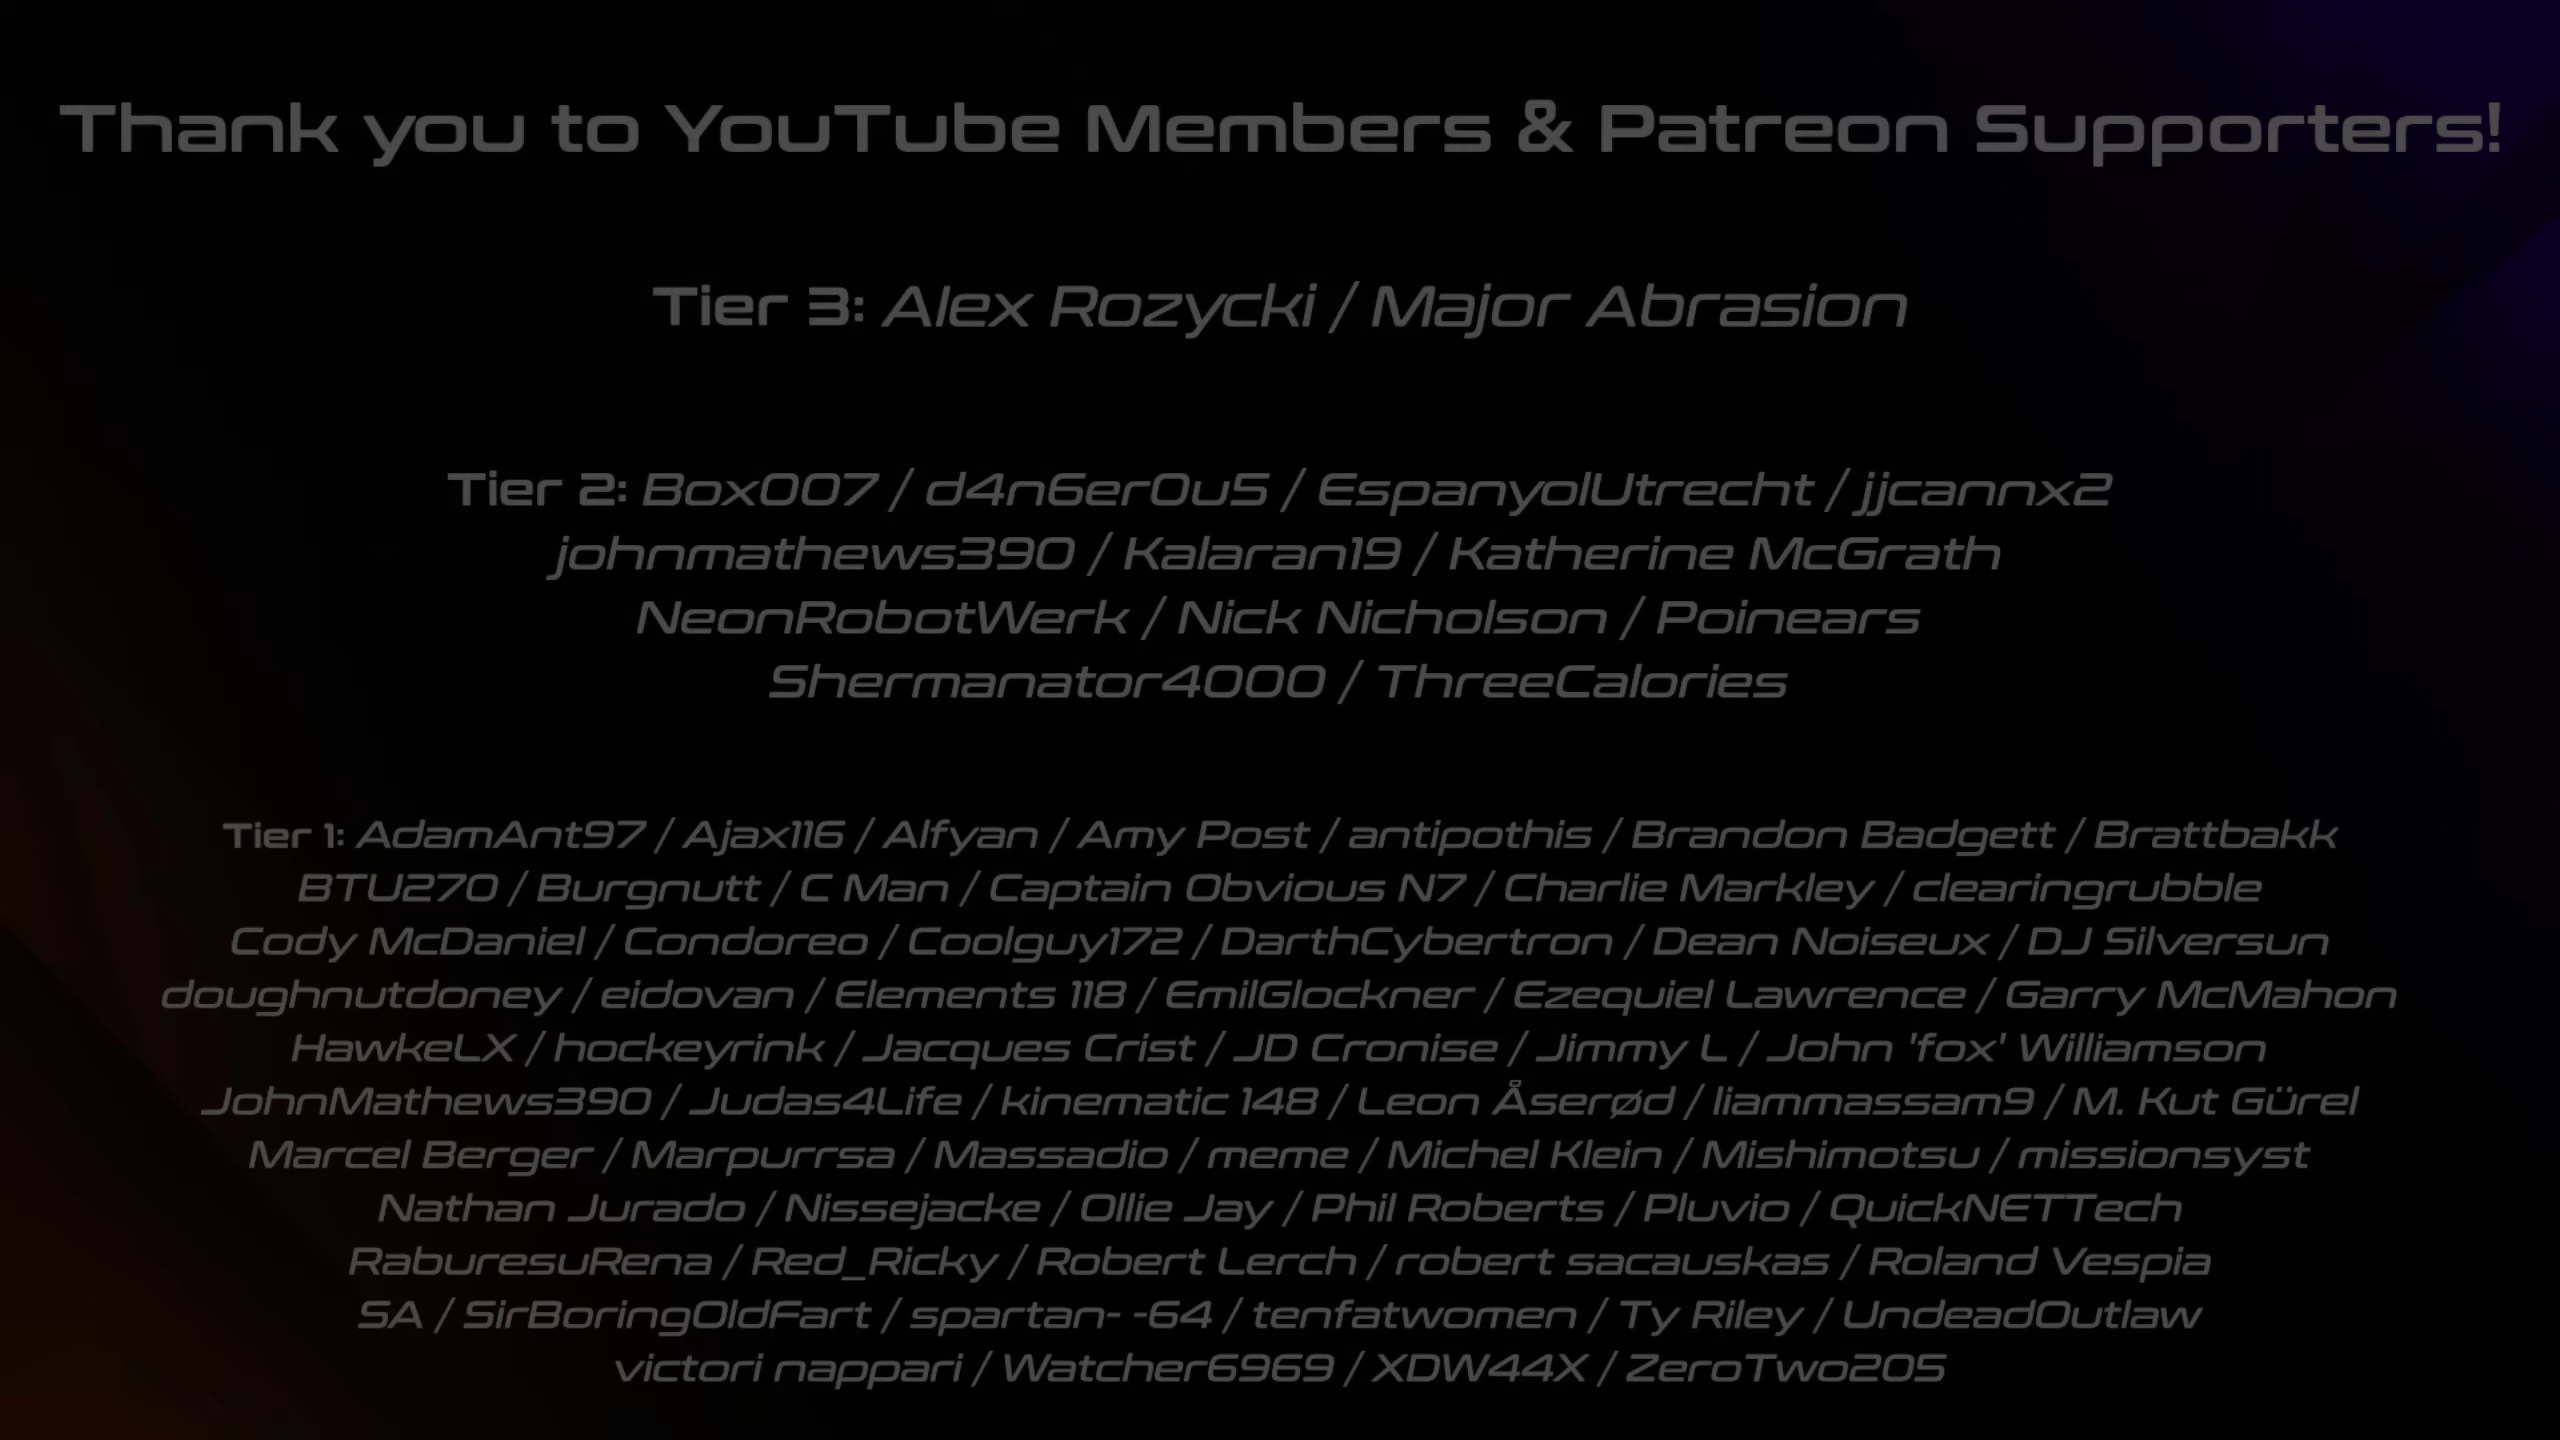 Thank you to YouTube Members & Patreon Supporters!
Tier 3: Alex Rozycki / Major Abrasion
Tier 2: Box007 / d4n6er0u5 / EspanyolUtrecht / jjcannx2
johnmathews390 / Kalaran19 / Katherine McGrath
NeonRobotWerk / Nick Nicholson / Poinears
Shermanator4000 / ThreeCalories
Tier 1: AdamAnt97 / Ajax116 / Alfyan / Amy Post / antipothis / Brandon Badgett / Brattbakk
BTU270 / Burgnutt / C Man / Captain Obvious N7 / Charlie Markley / clearingrubble
Cody McDaniel / Condoreo / Coolguy172 / DarthCybertron / Dean Noiseux / DJ Silversun
doughnutdoney / eidovan / Elements 118 / EmilGlockner / Ezequiel Lawrence / Garry McMahon
HawkeLX / hockeyrink / Jacques Crist / JD Cronise / Jimmy L / John 'fox' Williamson
JohnMathews390 / Judas4Life / kinematic 148 / Leon Åserød / liammassam9 / M. Kut Gürel
Marcel Berger / Marpurrsa / Massadio / meme / Michel Klein / Mishimotsu / missionsyst
Nathan Jurado / Nissejacke / Ollie Jay / Phil Roberts / Pluvio / QuickNETTech
RaburesuRena / Red_Ricky / Robert Lerch / robert sacauskas / Roland Vespia
SA / SirBoringOldFart / spartan- -64 / tenfatwomen / Ty Riley / UndeadOutlaw
victori nappari / Watcher6969 / XDW44X / ZeroTwo205